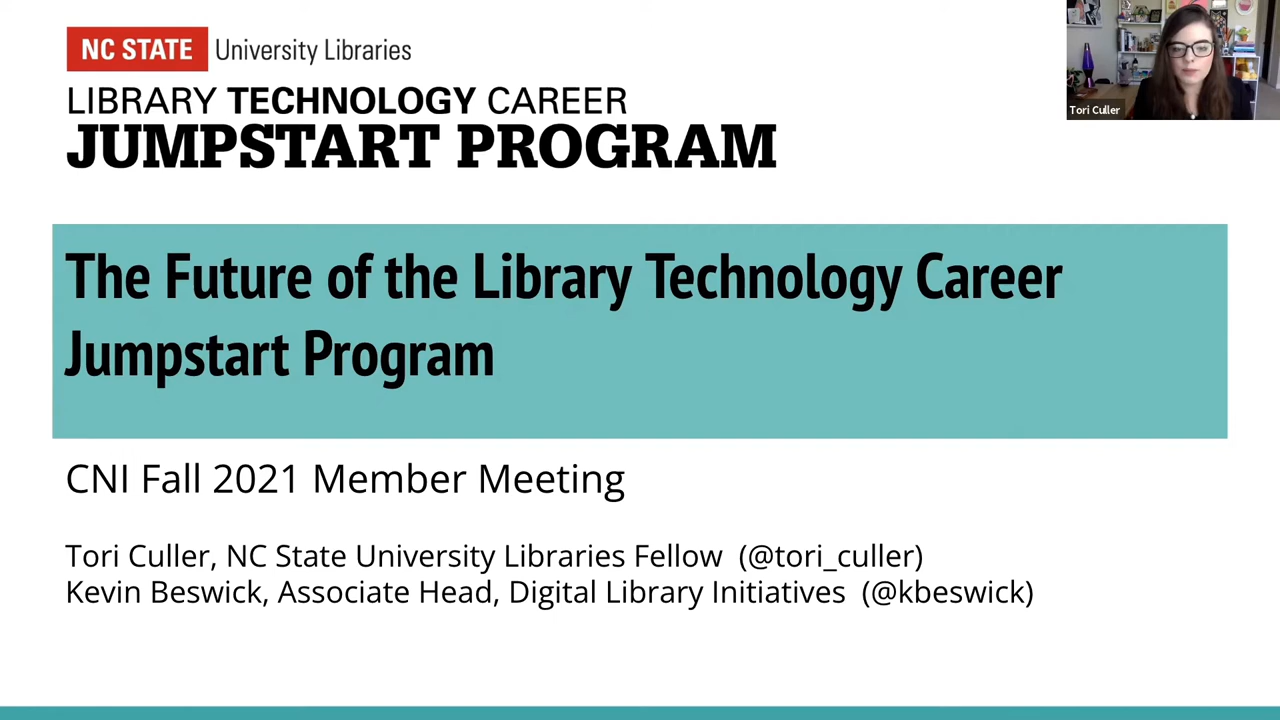 NC STATE University Libraries
LIBRARY TECHNOLOGY CAREER
JUMPSTART PROGRAM
Tori Culler
The Future of the Library Technology Career
Jumpstart Program
CNI Fall 2021 Member Meeting
Tori Culler, NC State University Libraries Fellow (@tori_culler)
Kevin Beswick, Associate Head, Digital Library Initiatives (@kbeswick)